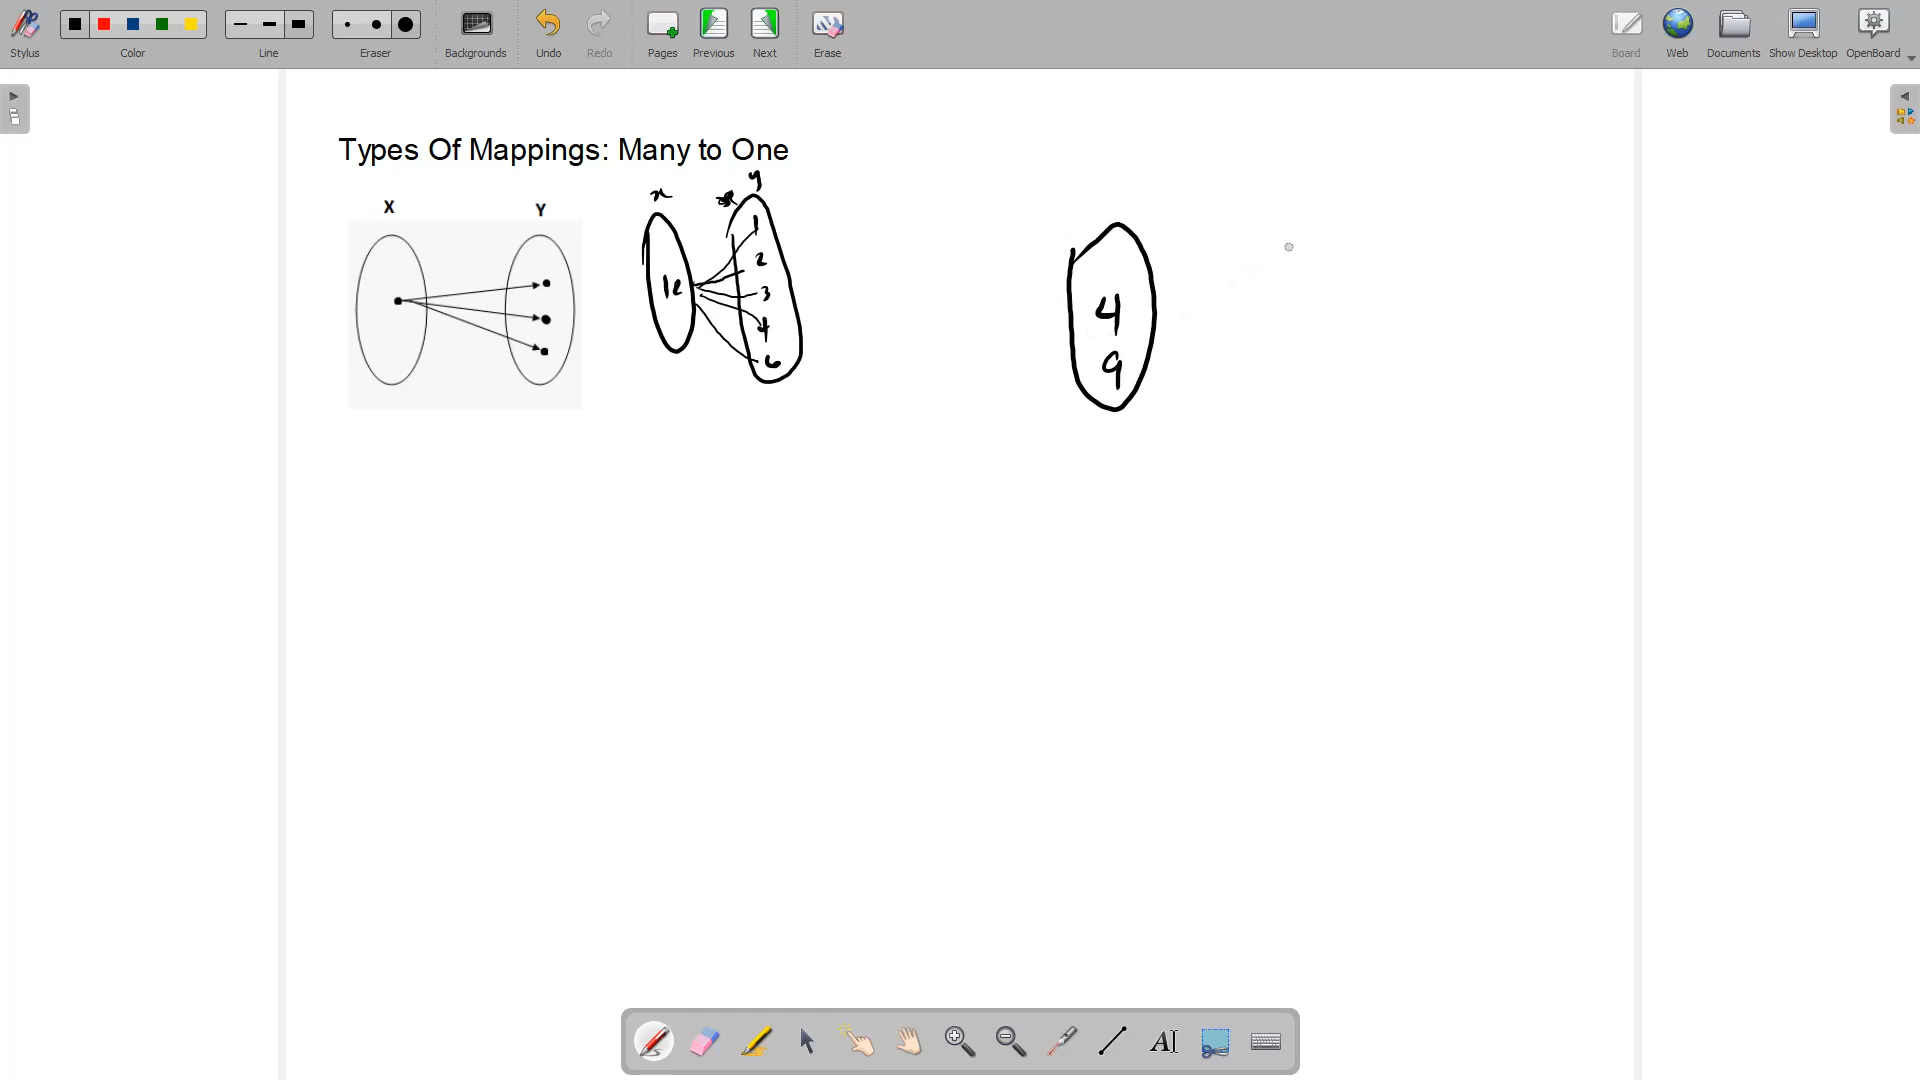 Stylus
Color
Line
Eraser
Backgrounds
Undo
Redo
Pages
Previous
Next
Erase
Board
Web
Documents
Show Desktop
OpenBoard
Types Of Mappings: Many to One
X
Y
x
y
12
1
2
3
4
6
4
9